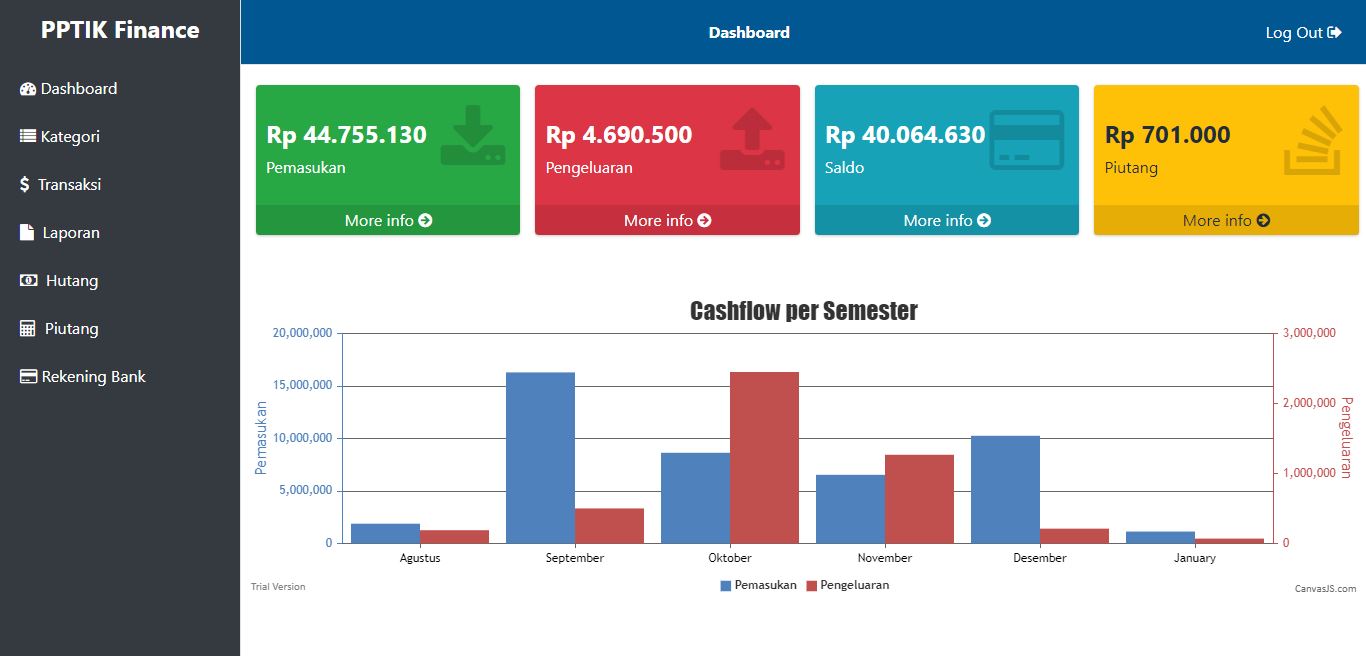 PPTIK Finance
Dashboard
Kategori
Transaksi
Laporan
Hutang
Piutang
Rekening Bank
Dashboard
Log Out
Rp 44.755.130
Pemasukan
More info
Rp 4.690.500
Pengeluaran
More info
Rp 40.064.630
Saldo
More info
Rp 701.000
Piutang
More info
Cashflow per Semester
Pemasukan
20,000,000
15,000,000
10,000,000
5,000,000
0
3,000,000
2,000,000
1,000,000
0
Pengeluaran
Agustus September Oktober November Desember January
Pemasukan Pengeluaran
Trial Version
CanvasJS.com